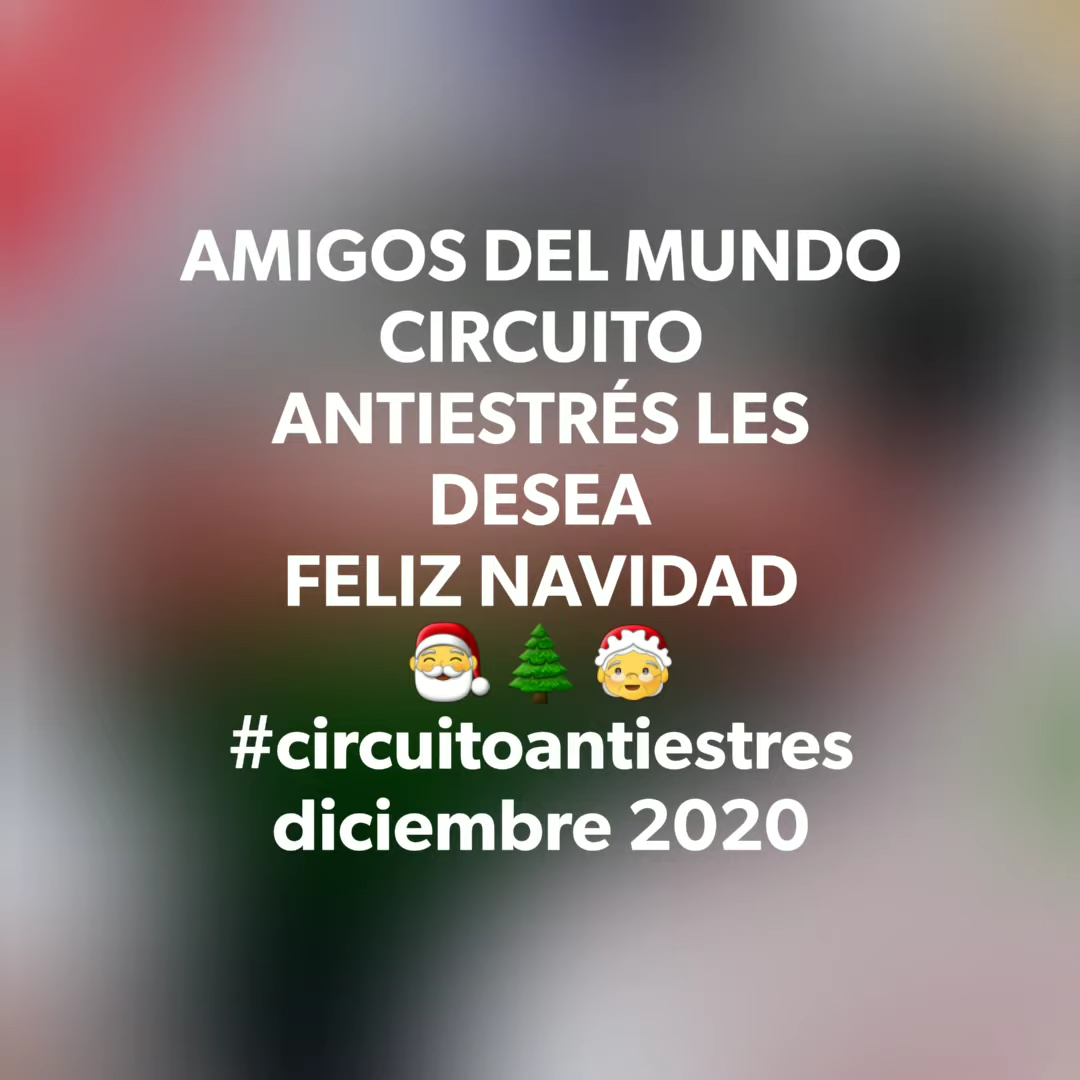 AMIGOS DEL MUNDO
CIRCUITO
ANTIESTRÉS LES
DESEA
FELIZ NAVIDAD
🎅🌲🤶
#circuitoantiestres
diciembre 2020